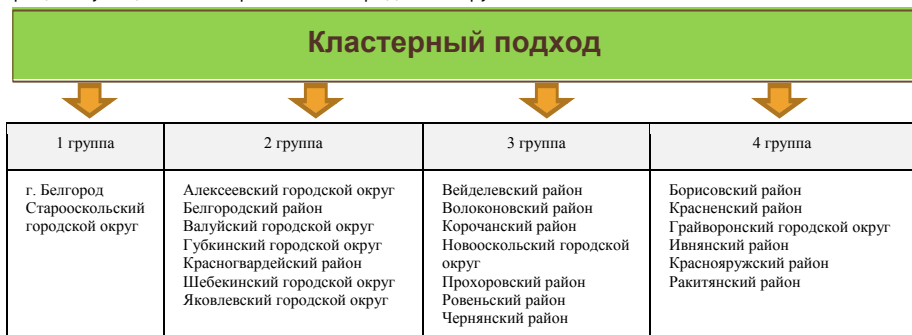 Кластерный подход
1 группа
2 группа
3 группа
4 группа
г. Белгород
Старооскольский
городской округ
Алексеевский городской округ
Белгородский район
Валуйский городской округ
Губкинский городской округ
Красногвардейский район
Шебекинский городской округ
Яковлевский городской округ
Вейделевский район
Волоконовский район
Корочанский район
Новооскольский городской
округ
Прохоровский район
Ровеньский район
Чернянский район
Борисовский район
Красненский район
Грайворонский городской округ
Ивнянский район
Краснояружский район
Ракитянский район